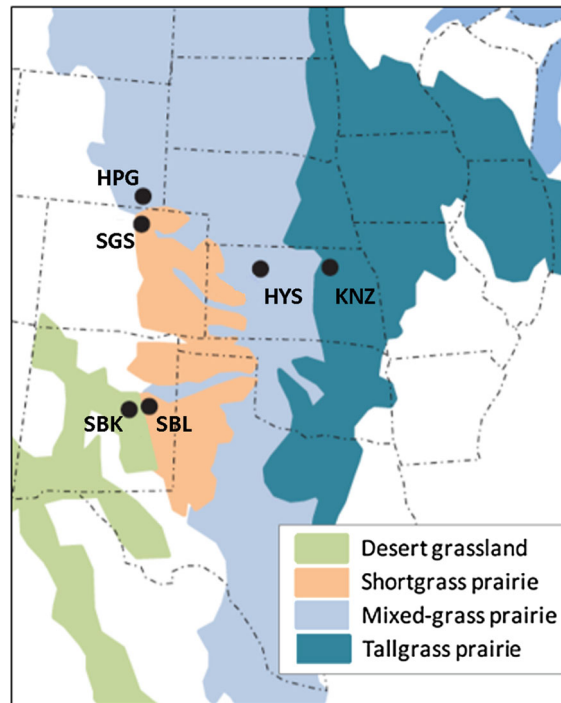 HPG
SGS
HYS
KNZ
SBK
SBL
Desert grassland
Shortgrass prairie
Mixed-grass prairie
Tallgrass prairie